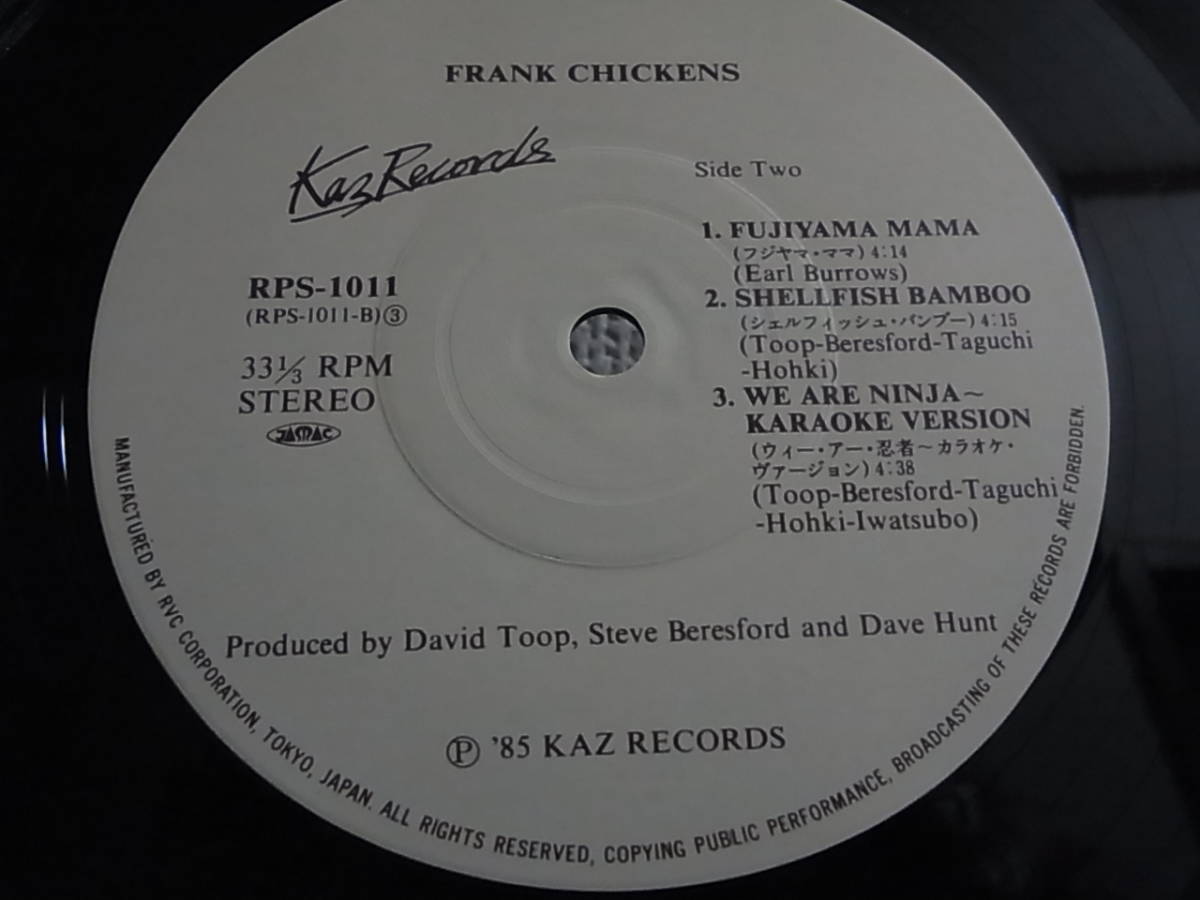 FRANK CHICKENS
Kaz Records
Side Two
RPS-1011
(RPS-1011-B)③
33⅓ RPM
STEREO
JASRAC
1. FUJIYAMA MAMA
(フジヤマ・ママ) 4:14
(Earl Burrows)
2. SHELLFISH BAMBOO
(シェルフィッシュ・バンブー) 4:15
(Toop-Beresford-Taguchi
-Hohki)
3. WE ARE NINJA~
KARAOKE VERSION
(ウィー・アー・忍者~カラオケ・
ヴァージョン) 4:38
(Toop-Beresford-Taguchi
-Hohki-Iwatsubo)
Produced by David Toop, Steve Beresford and Dave Hunt
Ⓟ '85 KAZ RECORDS
MANUFACTURED BY RVC CORPORATION, TOKYO, JAPAN. ALL RIGHTS RESERVED, COPYING PUBLIC PERFORMANCE, BROADCASTING OF THESE RECORDS ARE FORBIDDEN.